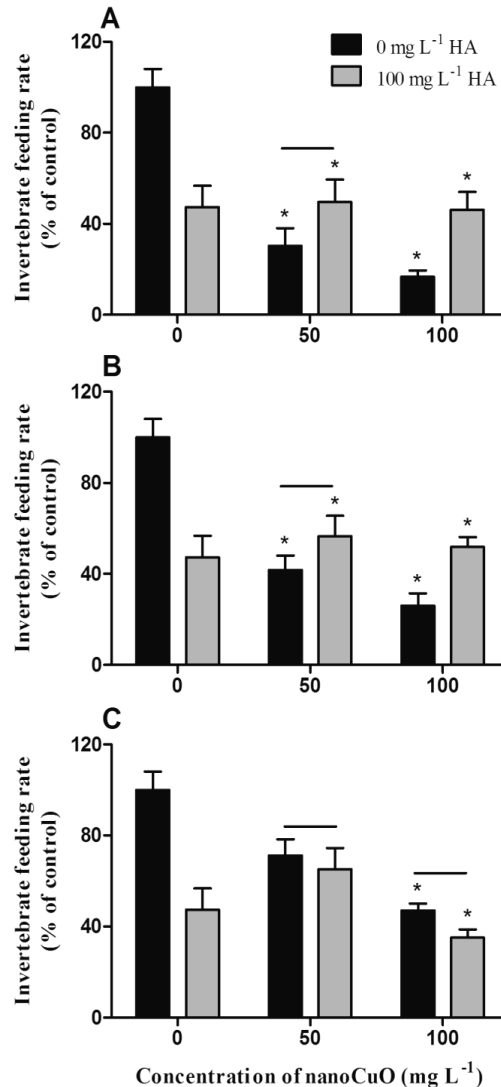 A
0 mg L⁻¹ HA
100 mg L⁻¹ HA
Invertebrate feeding rate
(% of control)
120
80
40
0
* * * *
0 50 100
B
Invertebrate feeding rate
(% of control)
120
80
40
0
* * * *
0 50 100
C
Invertebrate feeding rate
(% of control)
120
80
40
0
* *
0 50 100
Concentration of nanoCuO (mg L⁻¹)